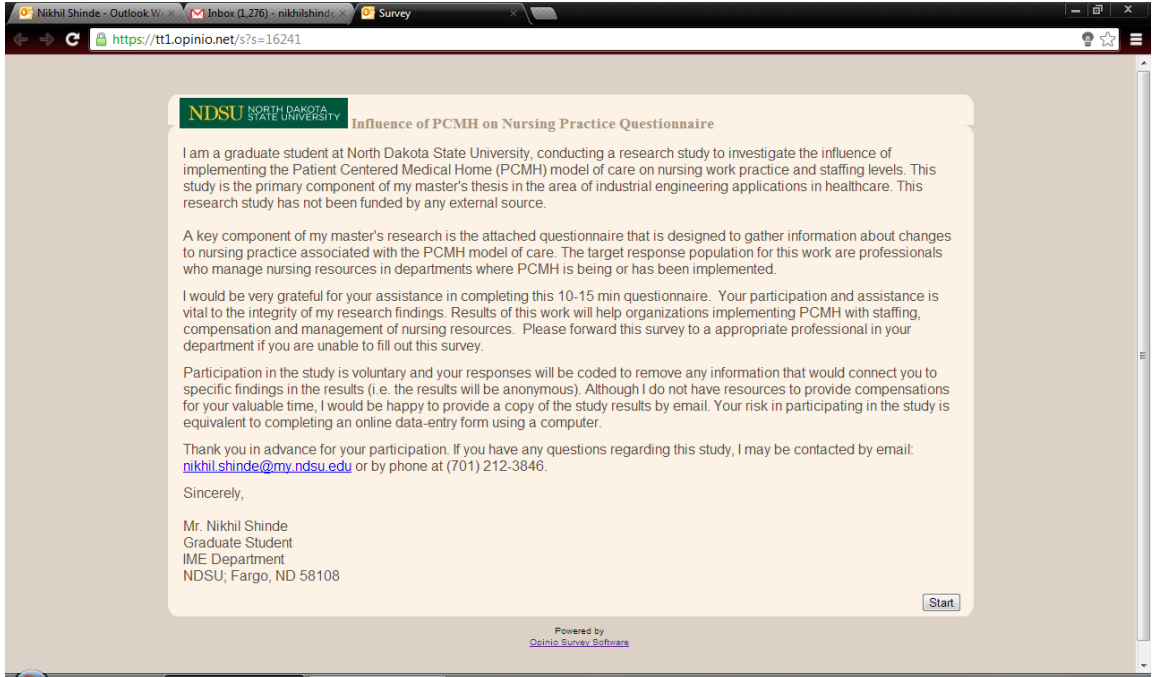 Nikhil Shinde - Outlook W
Inbox (1,276) - nikhilshinde
Survey
https://tt1.opinio.net/s?s=16241
NDSU NORTH DAKOTA
STATE UNIVERSITY
Influence of PCMH on Nursing Practice Questionnaire
I am a graduate student at North Dakota State University, conducting a research study to investigate the influence of
implementing the Patient Centered Medical Home (PCMH) model of care on nursing work practice and staffing levels. This
study is the primary component of my master's thesis in the area of industrial engineering applications in healthcare. This
research study has not been funded by any external source.
A key component of my master's research is the attached questionnaire that is designed to gather information about changes
to nursing practice associated with the PCMH model of care. The target response population for this work are professionals
who manage nursing resources in departments where PCMH is being or has been implemented.
I would be very grateful for your assistance in completing this 10-15 min questionnaire. Your participation and assistance is
vital to the integrity of my research findings. Results of this work will help organizations implementing PCMH with staffing,
compensation and management of nursing resources. Please forward this survey to a appropriate professional in your
department if you are unable to fill out this survey.
Participation in the study is voluntary and your responses will be coded to remove any information that would connect you to
specific findings in the results (i.e. the results will be anonymous). Although I do not have resources to provide compensations
for your valuable time, I would be happy to provide a copy of the study results by email. Your risk in participating in the study is
equivalent to completing an online data-entry form using a computer.
Thank you in advance for your participation. If you have any questions regarding this study, I may be contacted by email:
nikhil.shinde@my.ndsu.edu or by phone at (701) 212-3846.
Sincerely,
Mr. Nikhil Shinde
Graduate Student
IME Department
NDSU; Fargo, ND 58108
Start
Powered by
Opinio Survey Software